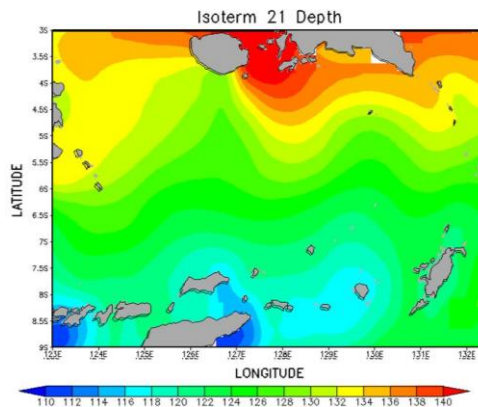 Isoterm 21 Depth
3S
3.5S
4S
4.5S
5S
5.5S
6S
6.5S
7S
7.5S
8S
8.5S
9S
LATITUDE
123E 124E 125E 126E 127E 128E 129E 130E 131E 132E
LONGITUDE
110 112 114 116 118 120 122 124 126 128 130 132 134 136 138 140